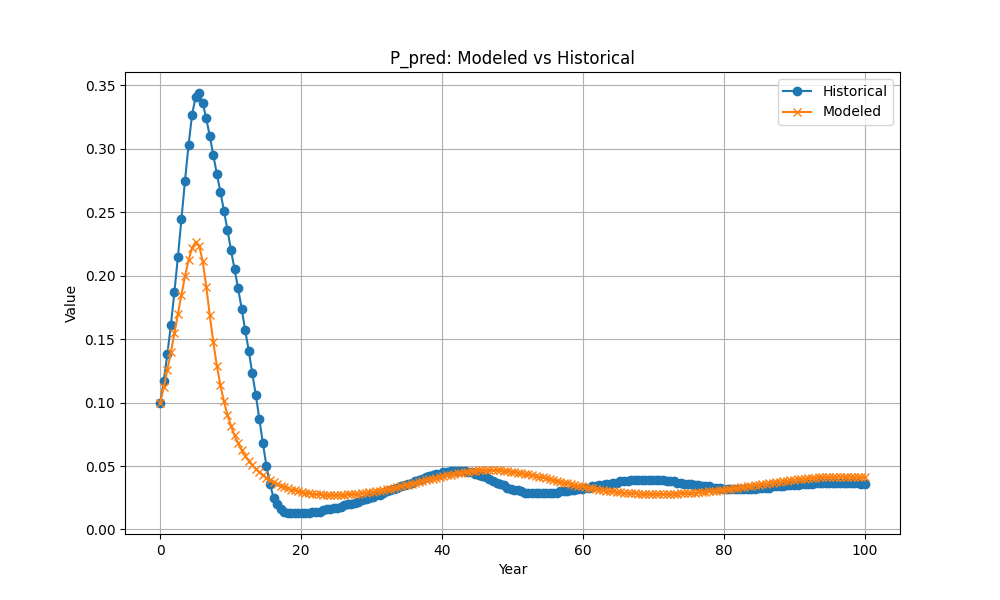 P_pred: Modeled vs Historical
Historical
Modeled
Value
0.35
0.30
0.25
0.20
0.15
0.10
0.05
0.00
0 20 40 60 80 100
Year